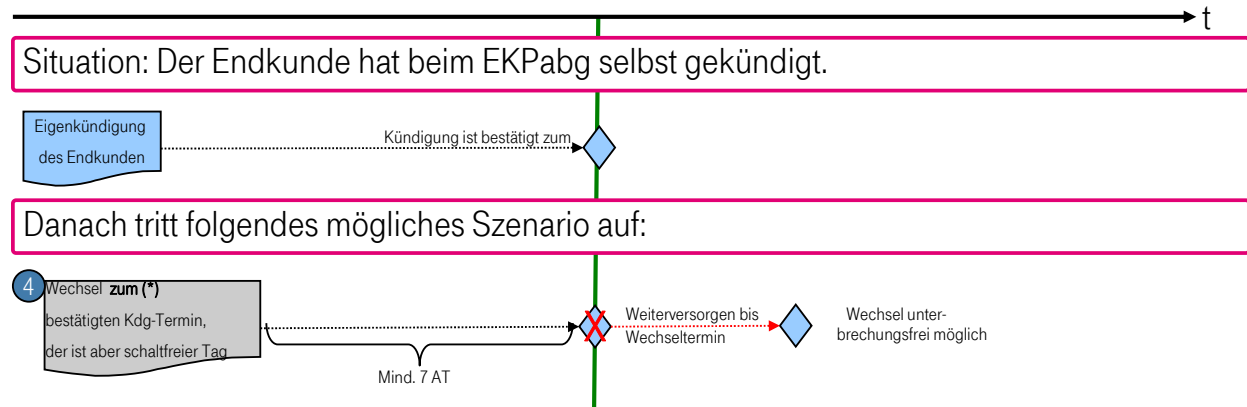 t
Situation: Der Endkunde hat beim EKPabg selbst gekündigt.
Eigenkündigung
des Endkunden
Kündigung ist bestätigt zum
Danach tritt folgendes mögliches Szenario auf:
4
Wechsel zum (*)
bestätigten Kdg-Termin,
der ist aber schaltfreier Tag
Mind. 7 AT
Weiterversorgen bis
Wechseltermin
Wechsel unter-
brechungsfrei möglich